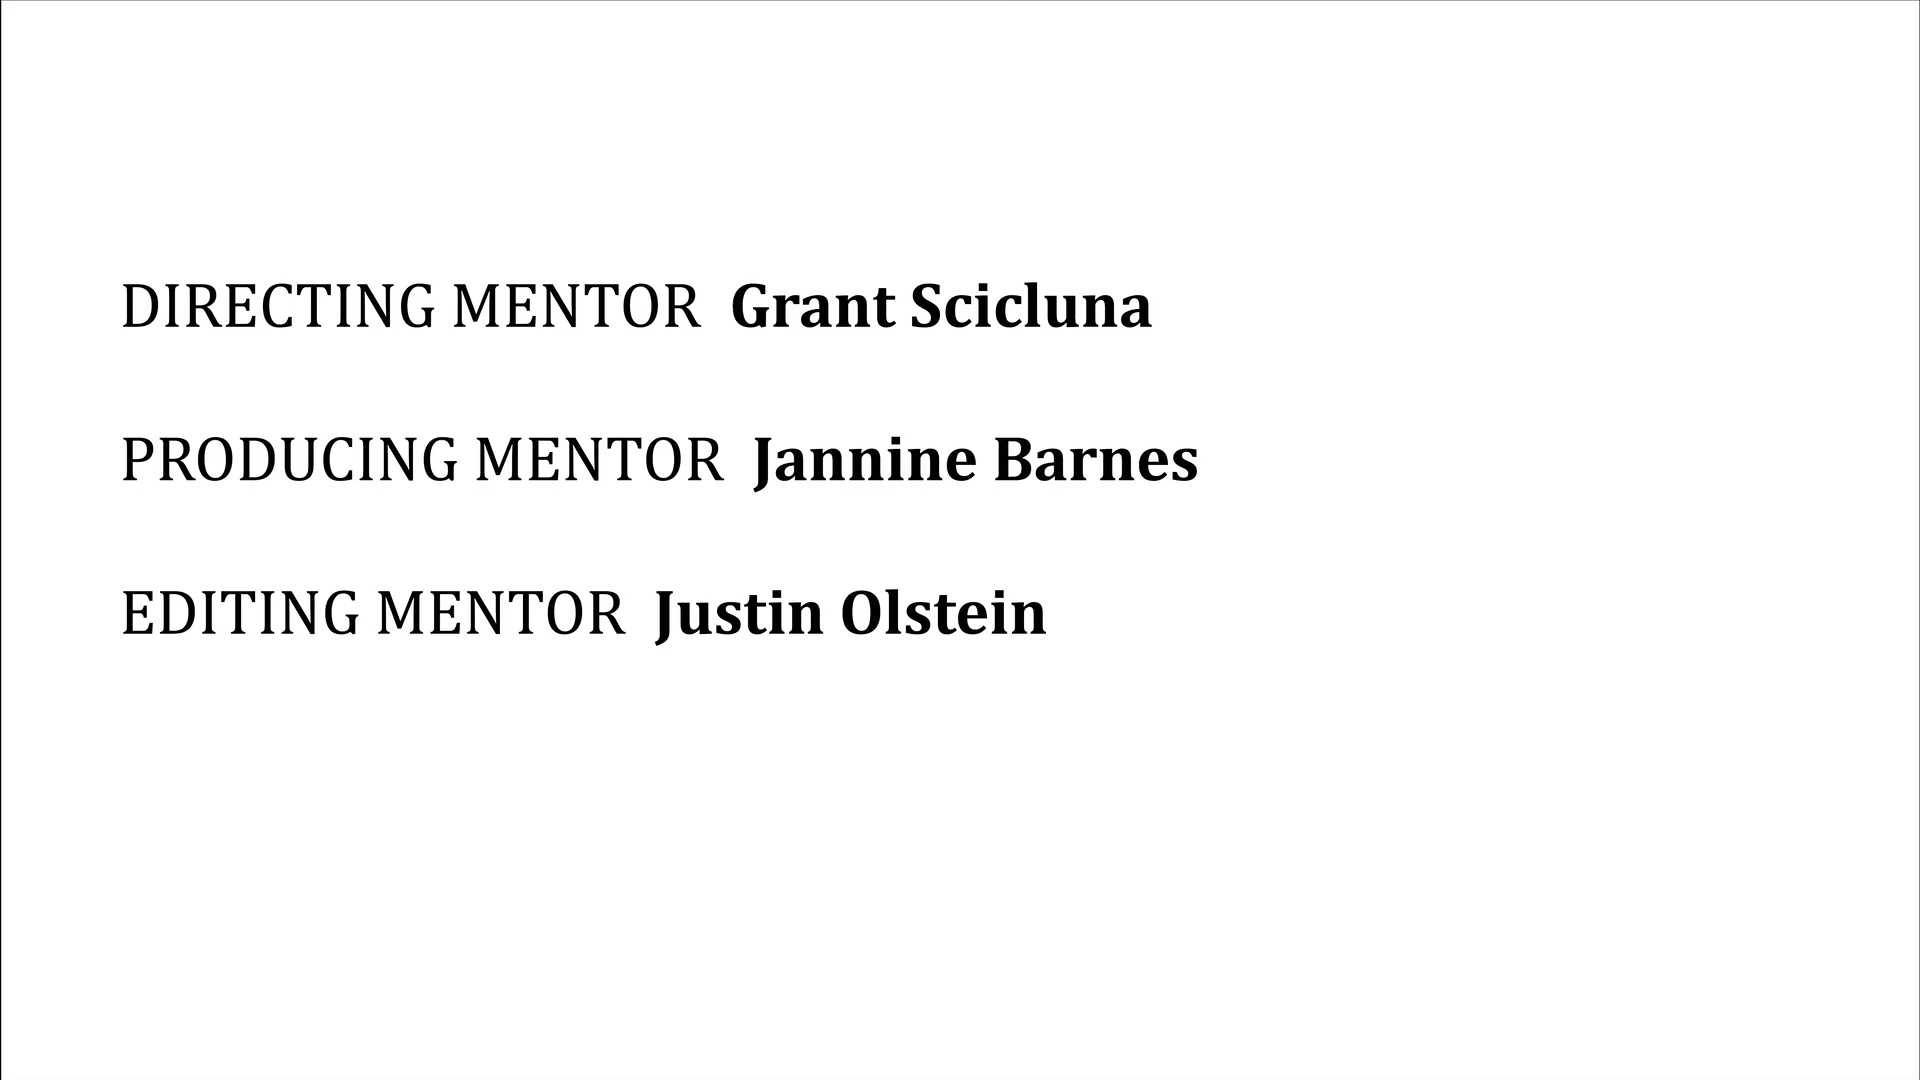 DIRECTING MENTOR Grant Scicluna
PRODUCING MENTOR Jannine Barnes
EDITING MENTOR Justin Olstein